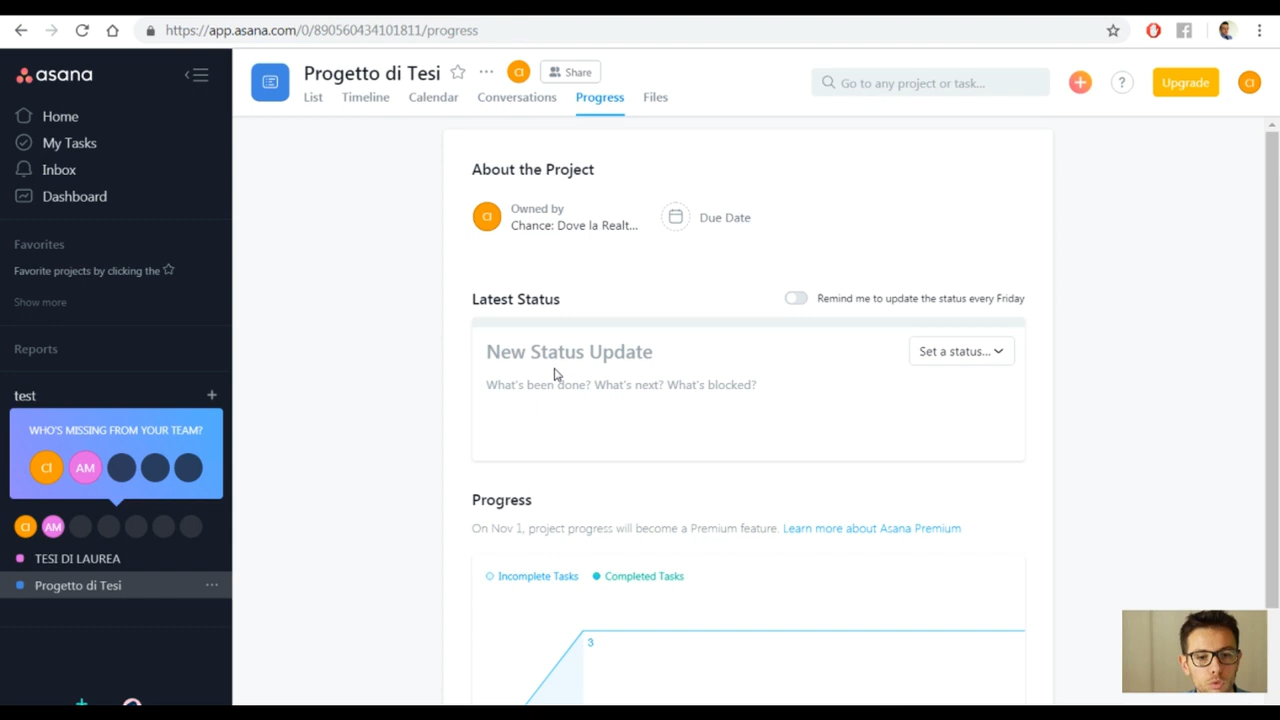 https://app.asana.com/0/890560434101811/progress
asana
Home
My Tasks
Inbox
Dashboard
Favorites
Favorite projects by clicking the
Show more
Reports
test
+
WHO'S MISSING FROM YOUR TEAM?
CI AM
CI AM
TESI DI LAUREA
Progetto di Tesi ...
Progetto di Tesi ... CI Share
List Timeline Calendar Conversations Progress Files
Go to any project or task...
+ ? Upgrade CI
About the Project
CI
Owned by
Chance: Dove la Realt...
Due Date
Latest Status
Remind me to update the status every Friday
New Status Update
Set a status...
What's been done? What's next? What's blocked?
Progress
On Nov 1, project progress will become a Premium feature. Learn more about Asana Premium
Incomplete Tasks Completed Tasks
3